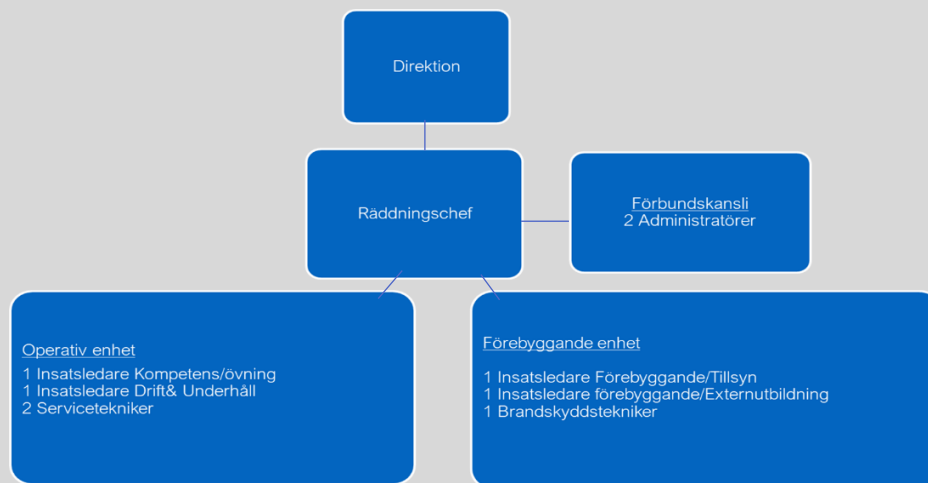 Direktion
Räddningschef
Förbundskansli
2 Administratörer
Operativ enhet
1 Insatsledare Kompetens/övning
1 Insatsledare Drift& Underhåll
2 Servicetekniker
Förebyggande enhet
1 Insatsledare Förebyggande/Tillsyn
1 Insatsledare förebyggande/Externutbildning
1 Brandskyddstekniker